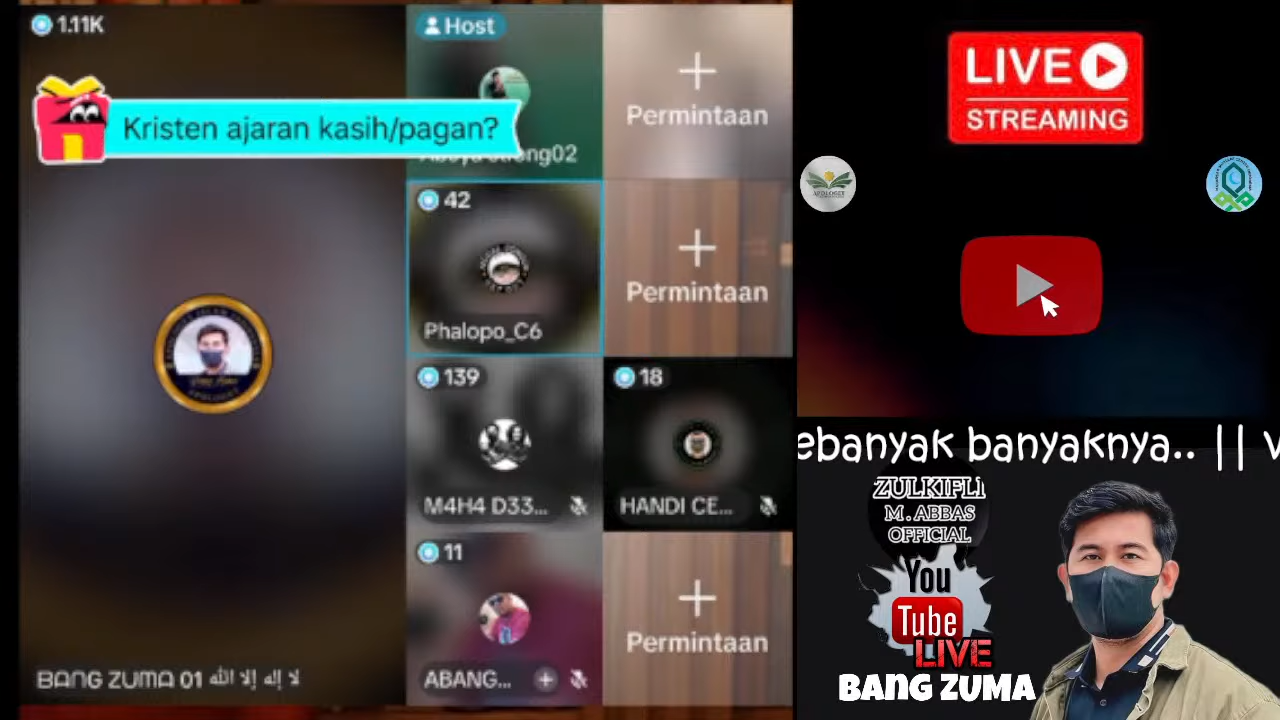 1.11K
Host
Permintaan
Kristen ajaran kasih/pagan?
42
Permintaan
Phalopo_C6
139
18
M4H4 D33...
HANDI CE...
11
Permintaan
ABANG...
BANG ZUMA 01 لا إله إلا الله
LIVE
STREAMING
ebanyak banyaknya.. ||
ZULKIFLI
M. ABBAS
OFFICIAL
You
Tube
LIVE
BANG ZUMA